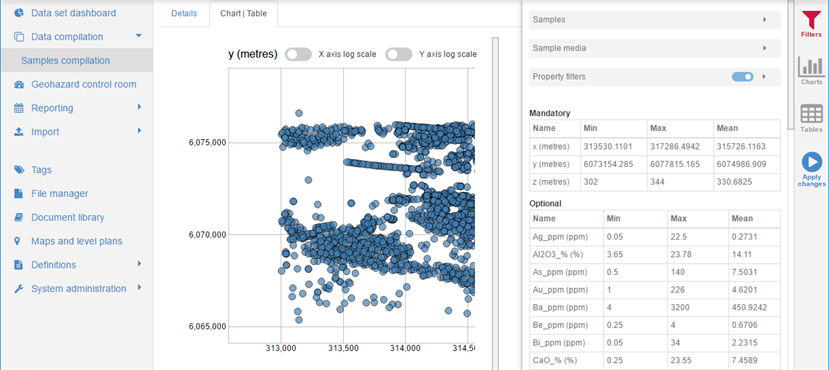 Data set dashboard
Data compilation
Samples compilation
Geohazard control room
Reporting
Import
Tags
File manager
Document library
Maps and level plans
Definitions
System administration
Details
Chart | Table
y (metres)
X axis log scale
Y axis log scale
6,075,000
6,070,000
6,065,000
313,000
313,500
314,000
314,50
Samples
Sample media
Property filters
Mandatory
Name Min Max Mean
x (metres) 313530.1101 317286.4942 315726.1163
y (metres) 6073154.285 6077815.165 6074986.909
z (metres) 302 344 330.6825
Optional
Name Min Max Mean
Ag_ppm (ppm) 0.05 22.5 0.2731
Al2O3_% (%) 3.65 23.78 14.11
As_ppm (ppm) 0.5 140 7.5031
Au_ppm (ppm) 1 226 4.6201
Ba_ppm (ppm) 4 3200 450.9242
Be_ppm (ppm) 0.25 4 0.6706
Bi_ppm (ppm) 0.05 34 2.2315
CaO_% (%) 0.25 23.55 7.4589
Filters
Charts
Tables
Apply
changes